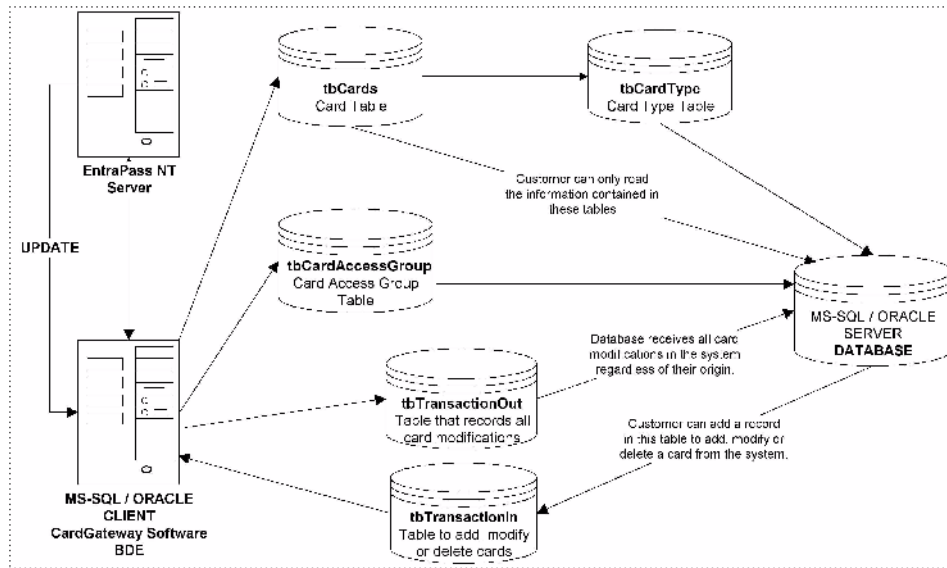 tbCards
Card Table
tbCardType
Card Type Table
EntraPass NT
Server
Customer can only read
the information contained in
these tables
UPDATE
tbCardAccessGroup
Card Access Group
Table
MS-SQL / ORACLE
SERVER
DATABASE
Database receives all card
modifications in the system
regardless of their origin.
tbTransactionOut
Table that records all
card modifications
Customer can add a record
in this table to add, modify or
delete a card from the system.
MS-SQL / ORACLE
CLIENT
CardGateway Software
BDE
tbTransactionIn
Table to add modify
or delete cards